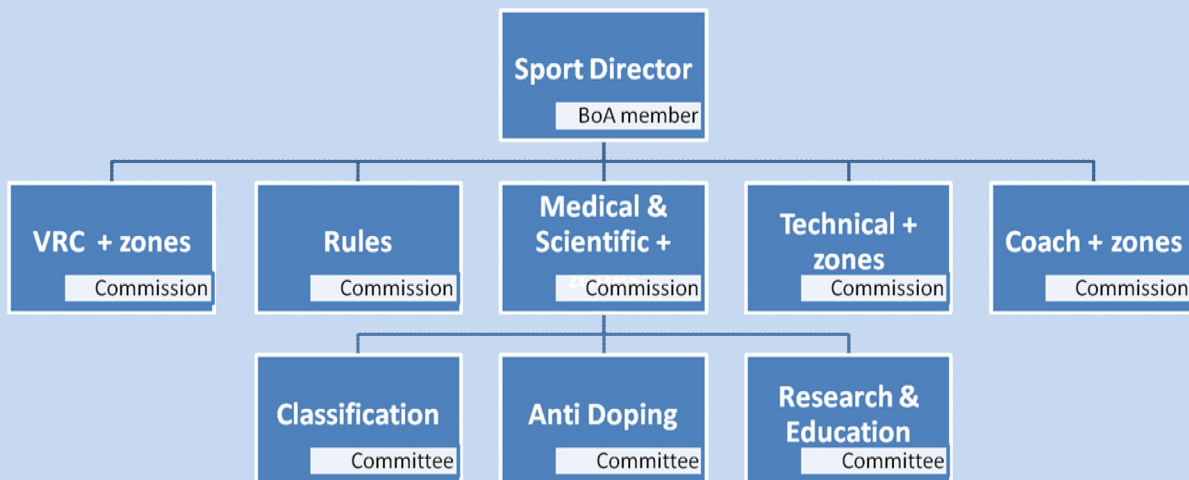 Sport Director
BoA member
VRC + zones
Commission
Rules
Commission
Medical &
Scientific +
Commission
Technical +
zones
Commission
Coach + zones
Commission
Classification
Committee
Anti Doping
Committee
Research &
Education
Committee